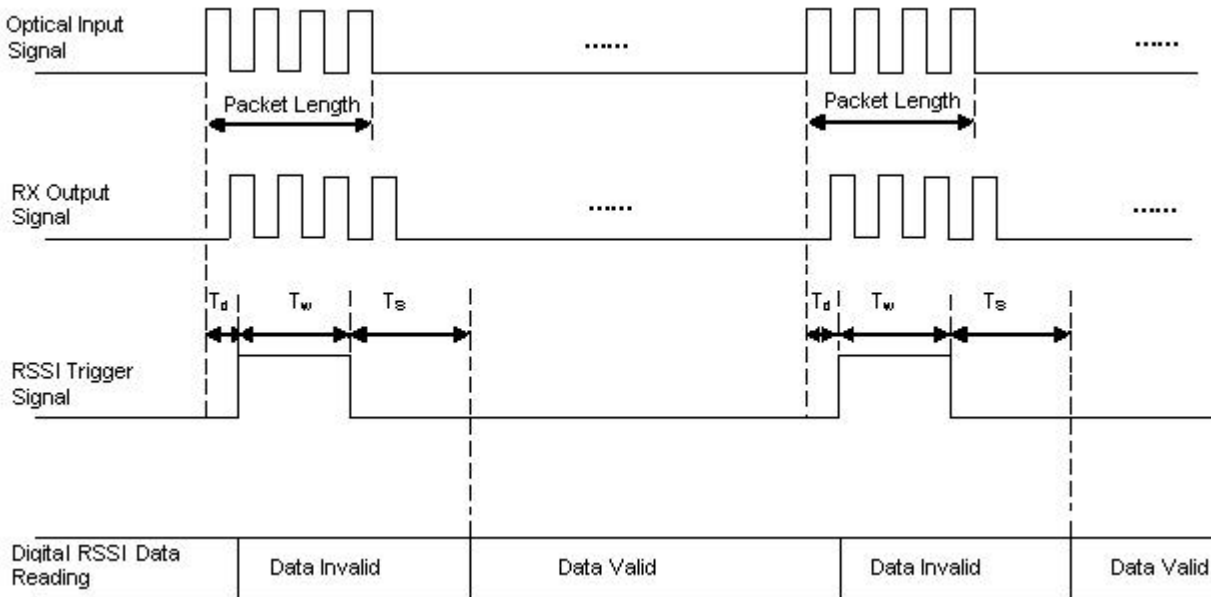 Optical Input
Signal
......
......
Packet Length
Packet Length
RX Output
Signal
......
......
Td
Tw
TS
Td
Tw
TS
RSSI Trigger
Signal
Digital RSSI Data
Reading
Data Invalid
Data Valid
Data Invalid
Data Valid